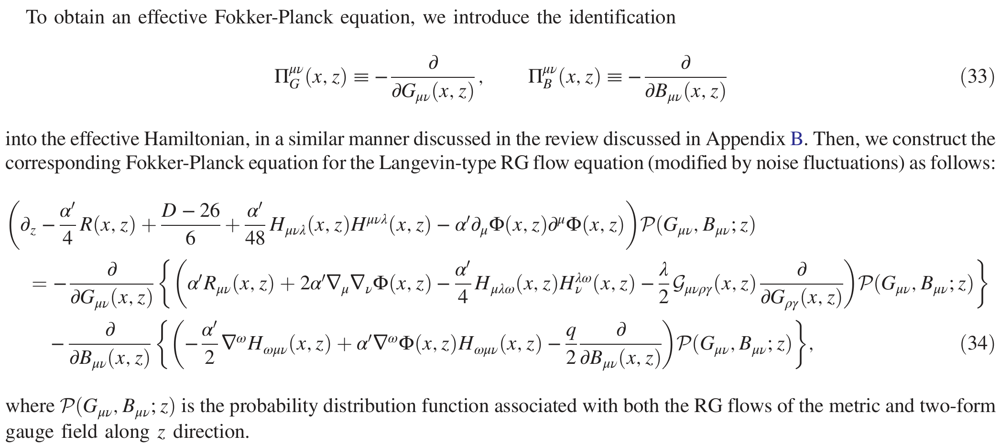 To obtain an effective Fokker-Planck equation, we introduce the identification
$$\Pi_G^{\mu\nu}(x,z) \equiv -\frac{\partial}{\partial G_{\mu\nu}(x,z)}, \qquad \Pi_B^{\mu\nu}(x,z) \equiv -\frac{\partial}{\partial B_{\mu\nu}(x,z)} \qquad (33)$$
into the effective Hamiltonian, in a similar manner discussed in the review discussed in Appendix B. Then, we construct the
corresponding Fokker-Planck equation for the Langevin-type RG flow equation (modified by noise fluctuations) as follows:
$$\left(\partial_z - \frac{\alpha'}{4}R(x,z) + \frac{D-26}{6} + \frac{\alpha'}{48}H_{\mu\nu\lambda}(x,z)H^{\mu\nu\lambda}(x,z) - \alpha'\partial_\mu\Phi(x,z)\partial^\mu\Phi(x,z)\right)\mathcal{P}(G_{\mu\nu},B_{\mu\nu};z)$$
$$= -\frac{\partial}{\partial G_{\mu\nu}(x,z)}\left\{\left(\alpha' R_{\mu\nu}(x,z) + 2\alpha'\nabla_\mu\nabla_\nu\Phi(x,z) - \frac{\alpha'}{4}H_{\mu\lambda\omega}(x,z)H_\nu^{\lambda\omega}(x,z) - \frac{\lambda}{2}\mathcal{G}_{\mu\nu\rho\gamma}(x,z)\frac{\partial}{\partial G_{\rho\gamma}(x,z)}\right)\mathcal{P}(G_{\mu\nu},B_{\mu\nu};z)\right\}$$
$$-\frac{\partial}{\partial B_{\mu\nu}(x,z)}\left\{\left(-\frac{\alpha'}{2}\nabla^\omega H_{\omega\mu\nu}(x,z) + \alpha'\nabla^\omega\Phi(x,z)H_{\omega\mu\nu}(x,z) - \frac{q}{2}\frac{\partial}{\partial B_{\mu\nu}(x,z)}\right)\mathcal{P}(G_{\mu\nu},B_{\mu\nu};z)\right\}, \qquad (34)$$
where $\mathcal{P}(G_{\mu\nu},B_{\mu\nu};z)$ is the probability distribution function associated with both the RG flows of the metric and two-form
gauge field along $z$ direction.